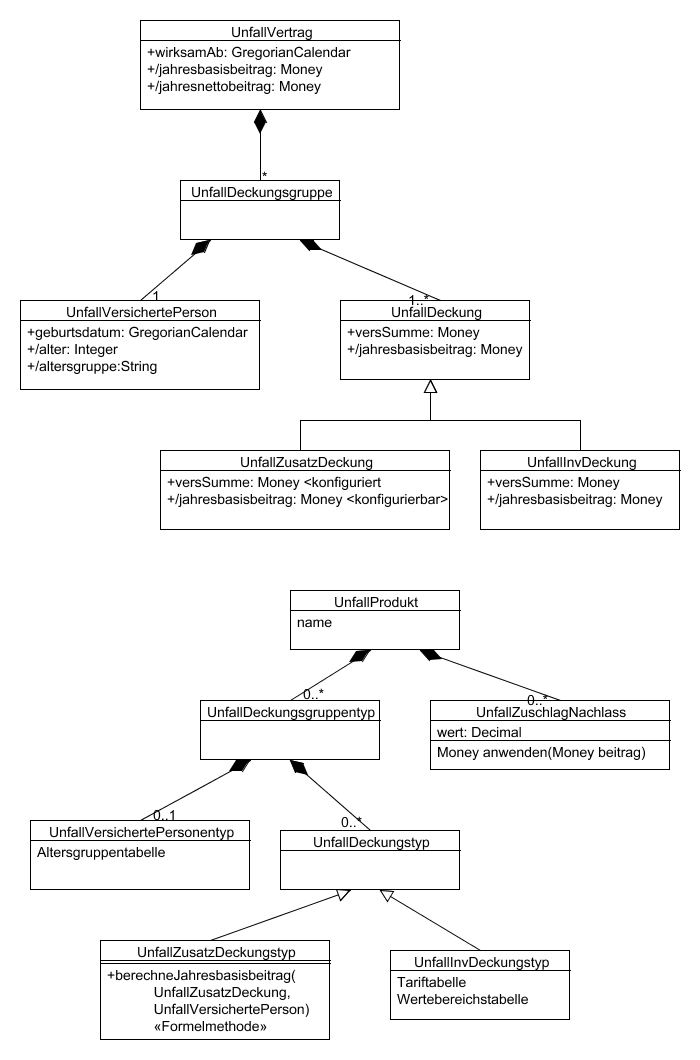 UnfallVertrag
+wirksamAb: GregorianCalendar
+/jahresbasisbeitrag: Money
+/jahresnettobeitrag: Money
*
UnfallDeckungsgruppe
1
1..*
UnfallVersichertePerson
+geburtsdatum: GregorianCalendar
+/alter: Integer
+/altersgruppe:String
UnfallDeckung
+versSumme: Money
+/jahresbasisbeitrag: Money
UnfallZusatzDeckung
+versSumme: Money <konfiguriert
+/jahresbasisbeitrag: Money <konfigurierbar>
UnfallInvDeckung
+versSumme: Money
+/jahresbasisbeitrag: Money
UnfallProdukt
name
0..*
0..*
UnfallDeckungsgruppentyp
UnfallZuschlagNachlass
wert: Decimal
Money anwenden(Money beitrag)
0..1
0..*
UnfallVersichertePersonentyp
Altersgruppentabelle
UnfallDeckungstyp
UnfallZusatzDeckungstyp
+berechneJahresbasisbeitrag(
UnfallZusatzDeckung,
UnfallVersichertePerson)
«Formelmethode»
UnfallInvDeckungstyp
Tariftabelle
Wertebereichstabelle